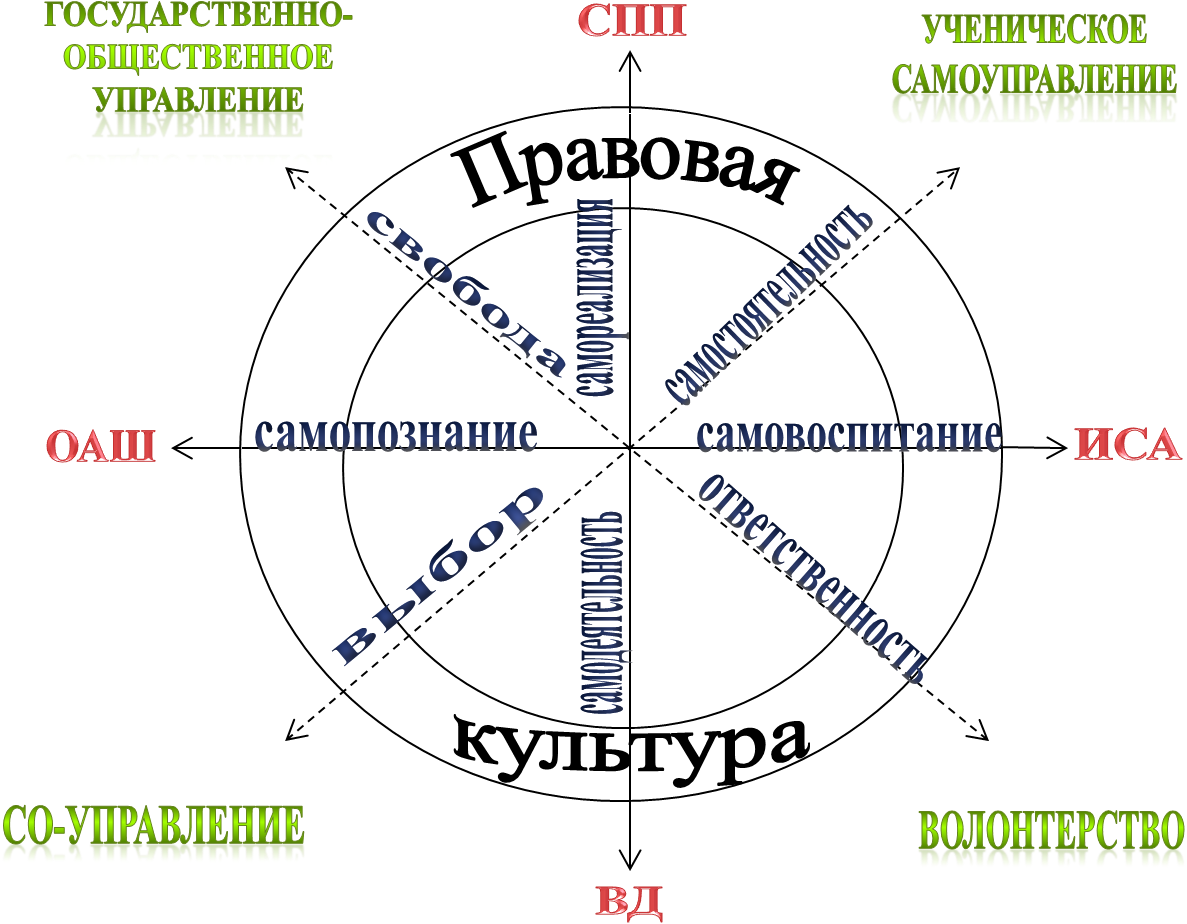 ГОСУДАРСТВЕННО-
ОБЩЕСТВЕННОЕ
УПРАВЛЕНИЕ
СПП
УЧЕНИЧЕСКОЕ
САМОУПРАВЛЕНИЕ
Правовая
свобода
самореализация
самостоятельность
ОАШ
самопознание
самовоспитание
ИСА
выбор
самодеятельность
ответственность
культура
СО-УПРАВЛЕНИЕ
ВОЛОНТЕРСТВО
ВД